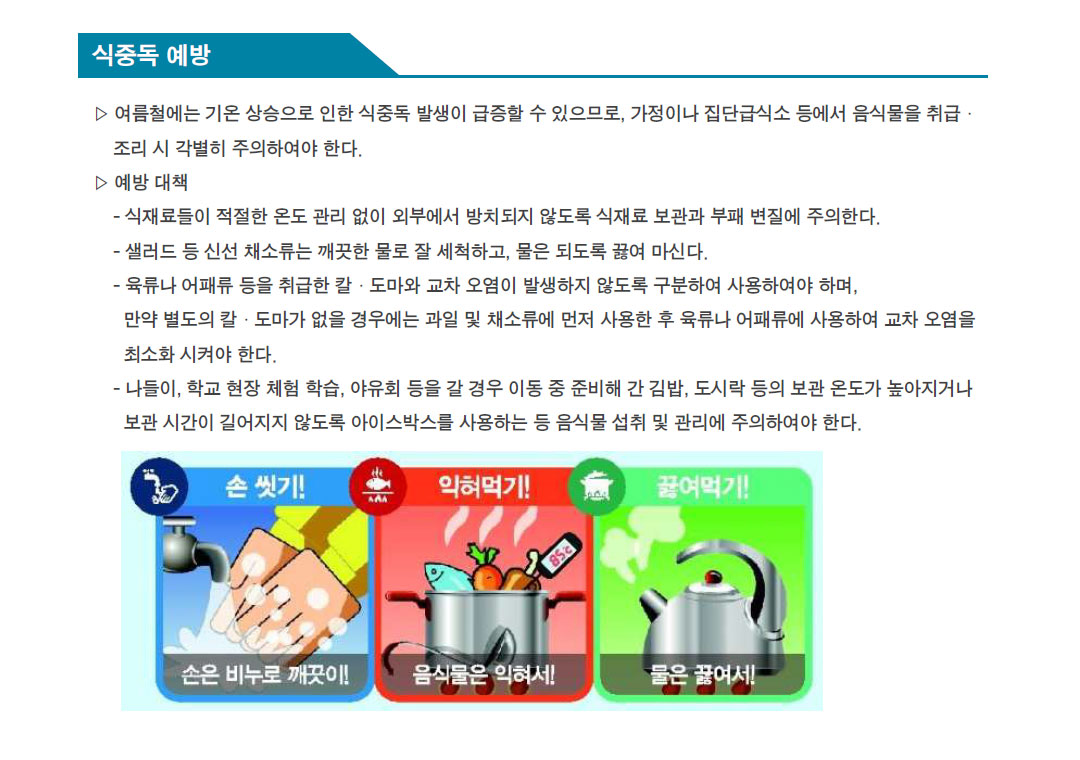 식중독 예방
▷ 여름철에는 기온 상승으로 인한 식중독 발생이 급증할 수 있으므로, 가정이나 집단급식소 등에서 음식물을 취급 ·
조리 시 각별히 주의하여야 한다.
▷ 예방 대책
- 식재료들이 적절한 온도 관리 없이 외부에서 방치되지 않도록 식재료 보관과 부패 변질에 주의한다.
- 샐러드 등 신선 채소류는 깨끗한 물로 잘 세척하고, 물은 되도록 끓여 마신다.
- 육류나 어패류 등을 취급한 칼 · 도마와 교차 오염이 발생하지 않도록 구분하여 사용하여야 하며,
만약 별도의 칼 · 도마가 없을 경우에는 과일 및 채소류에 먼저 사용한 후 육류나 어패류에 사용하여 교차 오염을
최소화 시켜야 한다.
- 나들이, 학교 현장 체험 학습, 야유회 등을 갈 경우 이동 중 준비해 간 김밥, 도시락 등의 보관 온도가 높아지거나
보관 시간이 길어지지 않도록 아이스박스를 사용하는 등 음식물 섭취 및 관리에 주의하여야 한다.
손 씻기!
익혀먹기!
끓여먹기!
85℃
손은 비누로 깨끗이!
음식물은 익혀서!
물은 끓여서!